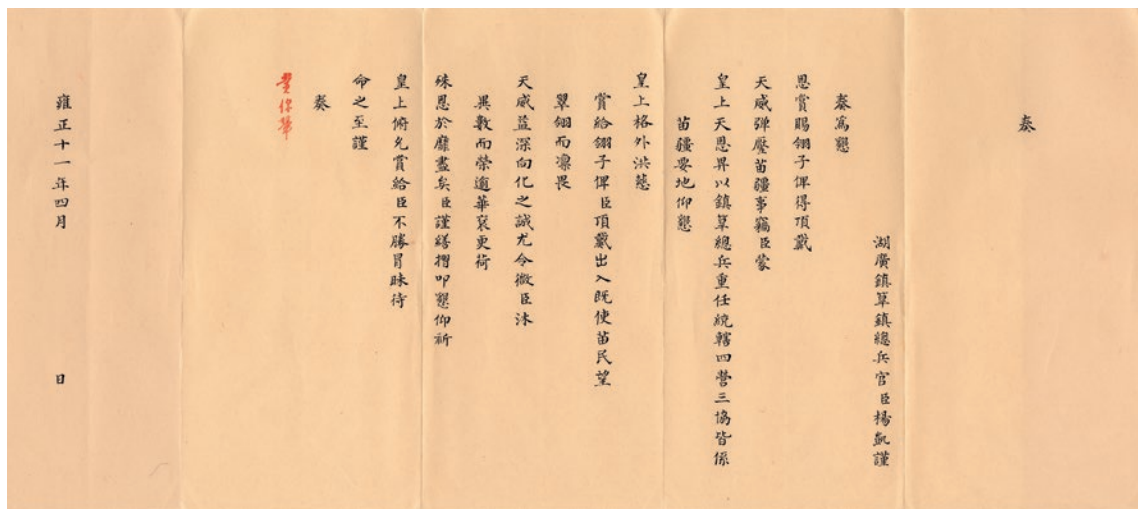 奏
湖廣鎮筸鎮總兵官臣楊凱謹
奏為懇
恩賞賜翎子俾得頂戴
天威彈壓苗疆事竊臣蒙
皇上天恩畀以鎮筸總兵重任統轄四營三協皆係
苗疆要地仰懇
皇上格外洪慈
賞給翎子俾臣頂戴出入既使苗民望
翠翎而凜畏
天威益深向化之誠尤令微臣沐
異數而榮逾華袞更荷
殊恩於靡盡矣臣謹繕摺叩懇仰祈
皇上俯允賞給臣不勝冒昧待
命之至謹
奏
賞伱翎
雍正十一年四月 日